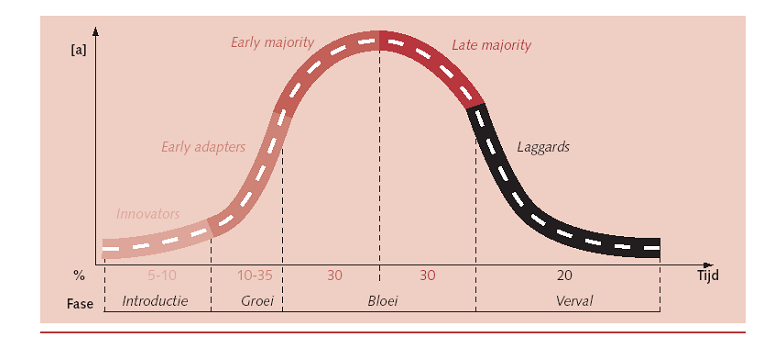 Early majority
Late majority
[a]
Early adapters
Laggards
Innovators
% 5-10 10-35 30 30 20 Tijd
Fase Introductie Groei Bloei Verval